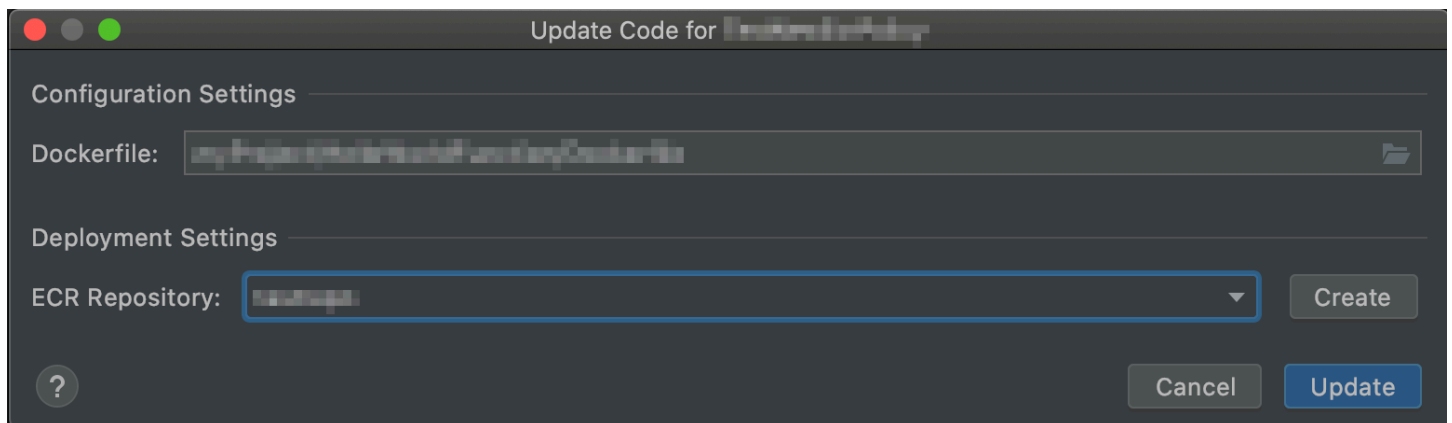 Update Code for
Configuration Settings
Dockerfile:
Deployment Settings
ECR Repository:
Create
?
Cancel
Update